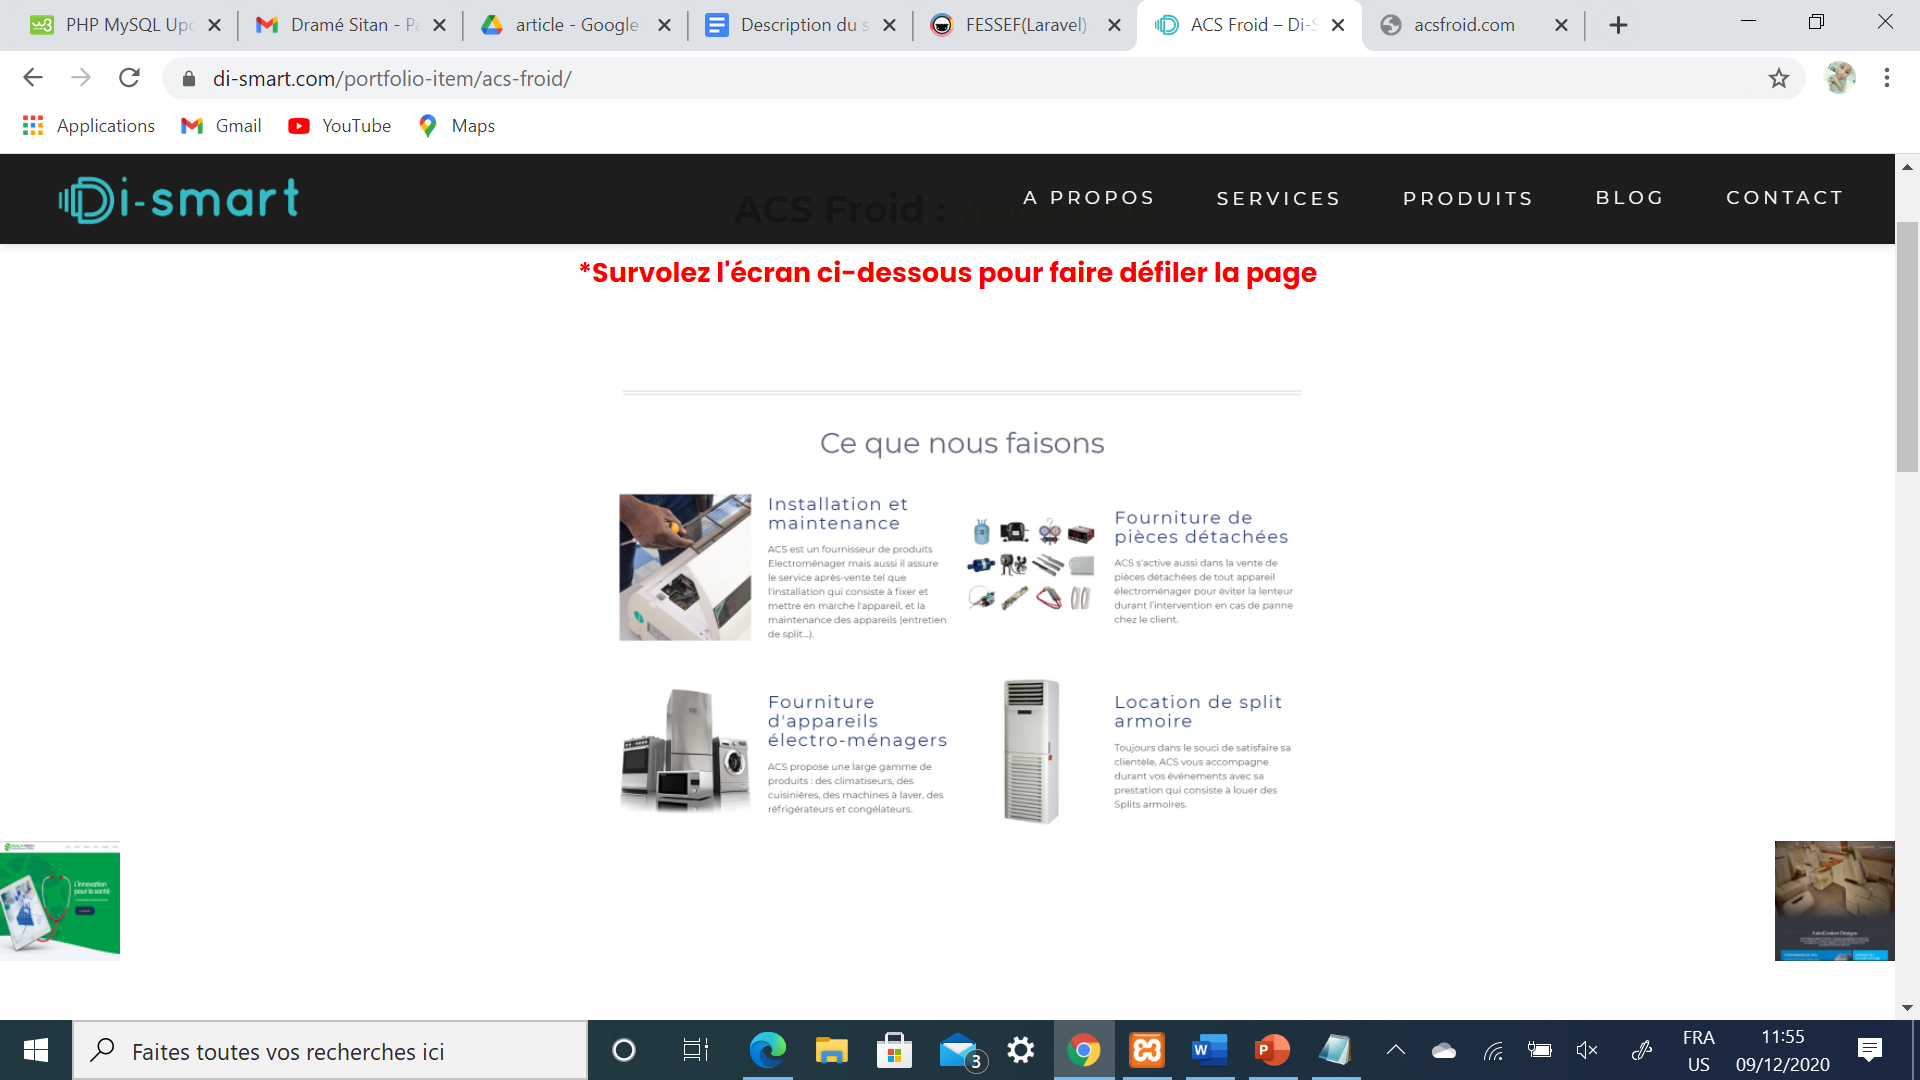 PHP MySQL Upd
Dramé Sitan - Pa
article - Google
Description du s
FESSEF(Laravel)
ACS Froid – Di-S
acsfroid.com
di-smart.com/portfolio-item/acs-froid/
Applications
Gmail
YouTube
Maps
Di-smart
A PROPOS
SERVICES
PRODUITS
BLOG
CONTACT
ACS Froid : Visitez le site
*Survolez l'écran ci-dessous pour faire défiler la page
Ce que nous faisons
Installation et
maintenance
ACS est un fournisseur de produits
Electroménager mais aussi il assure
le service après-vente tel que
l'installation qui consiste à fixer et
mettre en marche l'appareil, et la
maintenance des appareils (entretien
de split...).
Fourniture de
pièces détachées
ACS s'active aussi dans la vente de
pièces détachées de tout appareil
électroménager pour éviter la lenteur
durant l'intervention en cas de panne
chez le client.
Fourniture
d'appareils
électro-ménagers
ACS propose une large gamme de
produits : des climatiseurs, des
cuisinières, des machines à laver, des
réfrigérateurs et congélateurs.
Location de split
armoire
Toujours dans le souci de satisfaire sa
clientèle, ACS vous accompagne
durant vos événements avec sa
prestation qui consiste à louer des
Splits armoires.
L'innovation
pour la santé
Faites toutes vos recherches ici
3
FRA
US
11:55
09/12/2020